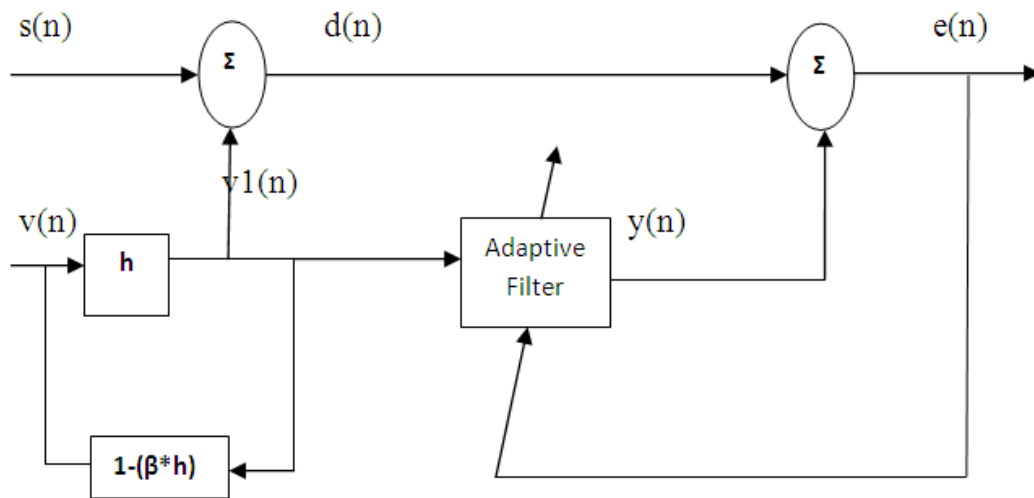 s(n)
d(n)
e(n)
Σ
Σ
v1(n)
v(n)
h
Adaptive
Filter
y(n)
1-(β*h)